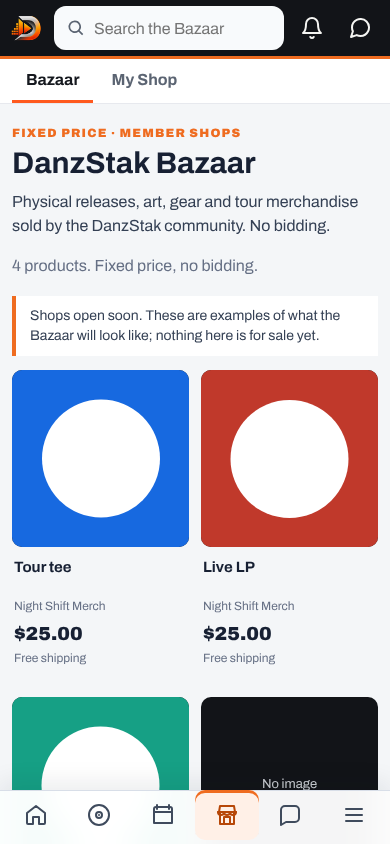 Search the Bazaar
Bazaar
My Shop
FIXED PRICE · MEMBER SHOPS
DanzStak Bazaar
Physical releases, art, gear and tour merchandise
sold by the DanzStak community. No bidding.
4 products. Fixed price, no bidding.
Shops open soon. These are examples of what the
Bazaar will look like; nothing here is for sale yet.
Tour tee
Night Shift Merch
$25.00
Free shipping
Live LP
Night Shift Merch
$25.00
Free shipping
No image